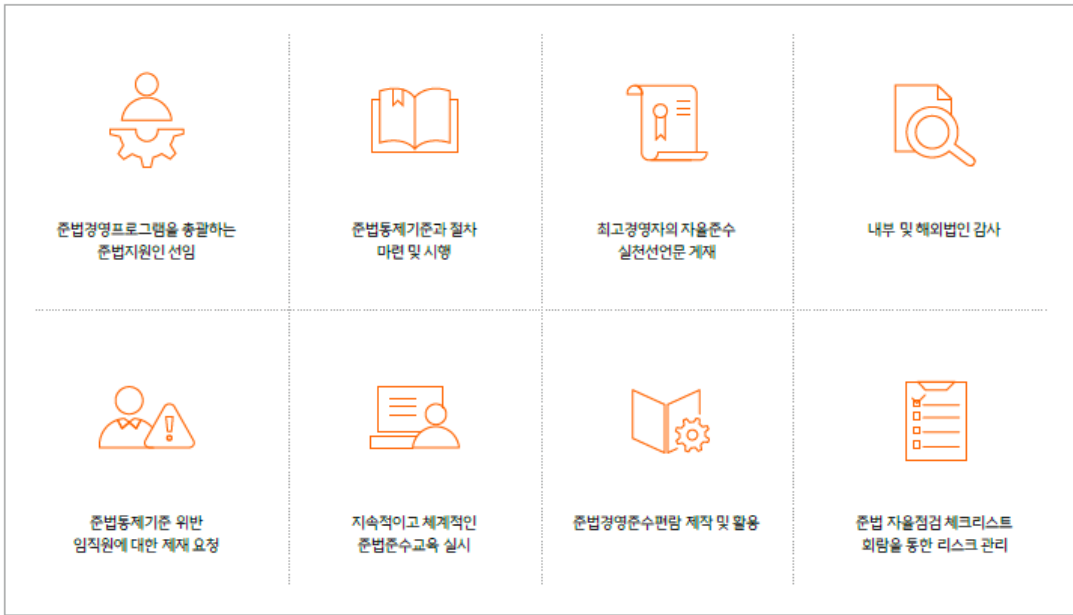 준법경영프로그램을 총괄하는
준법지원인 선임
준법통제기준과 절차
마련 및 시행
최고경영자의 자율준수
실천선언문 게재
내부 및 해외법인 감사
준법통제기준 위반
임직원에 대한 제재 요청
지속적이고 체계적인
준법준수교육 실시
준법경영준수편람 제작 및 활용
준법 자율점검 체크리스트
회람을 통한 리스크 관리